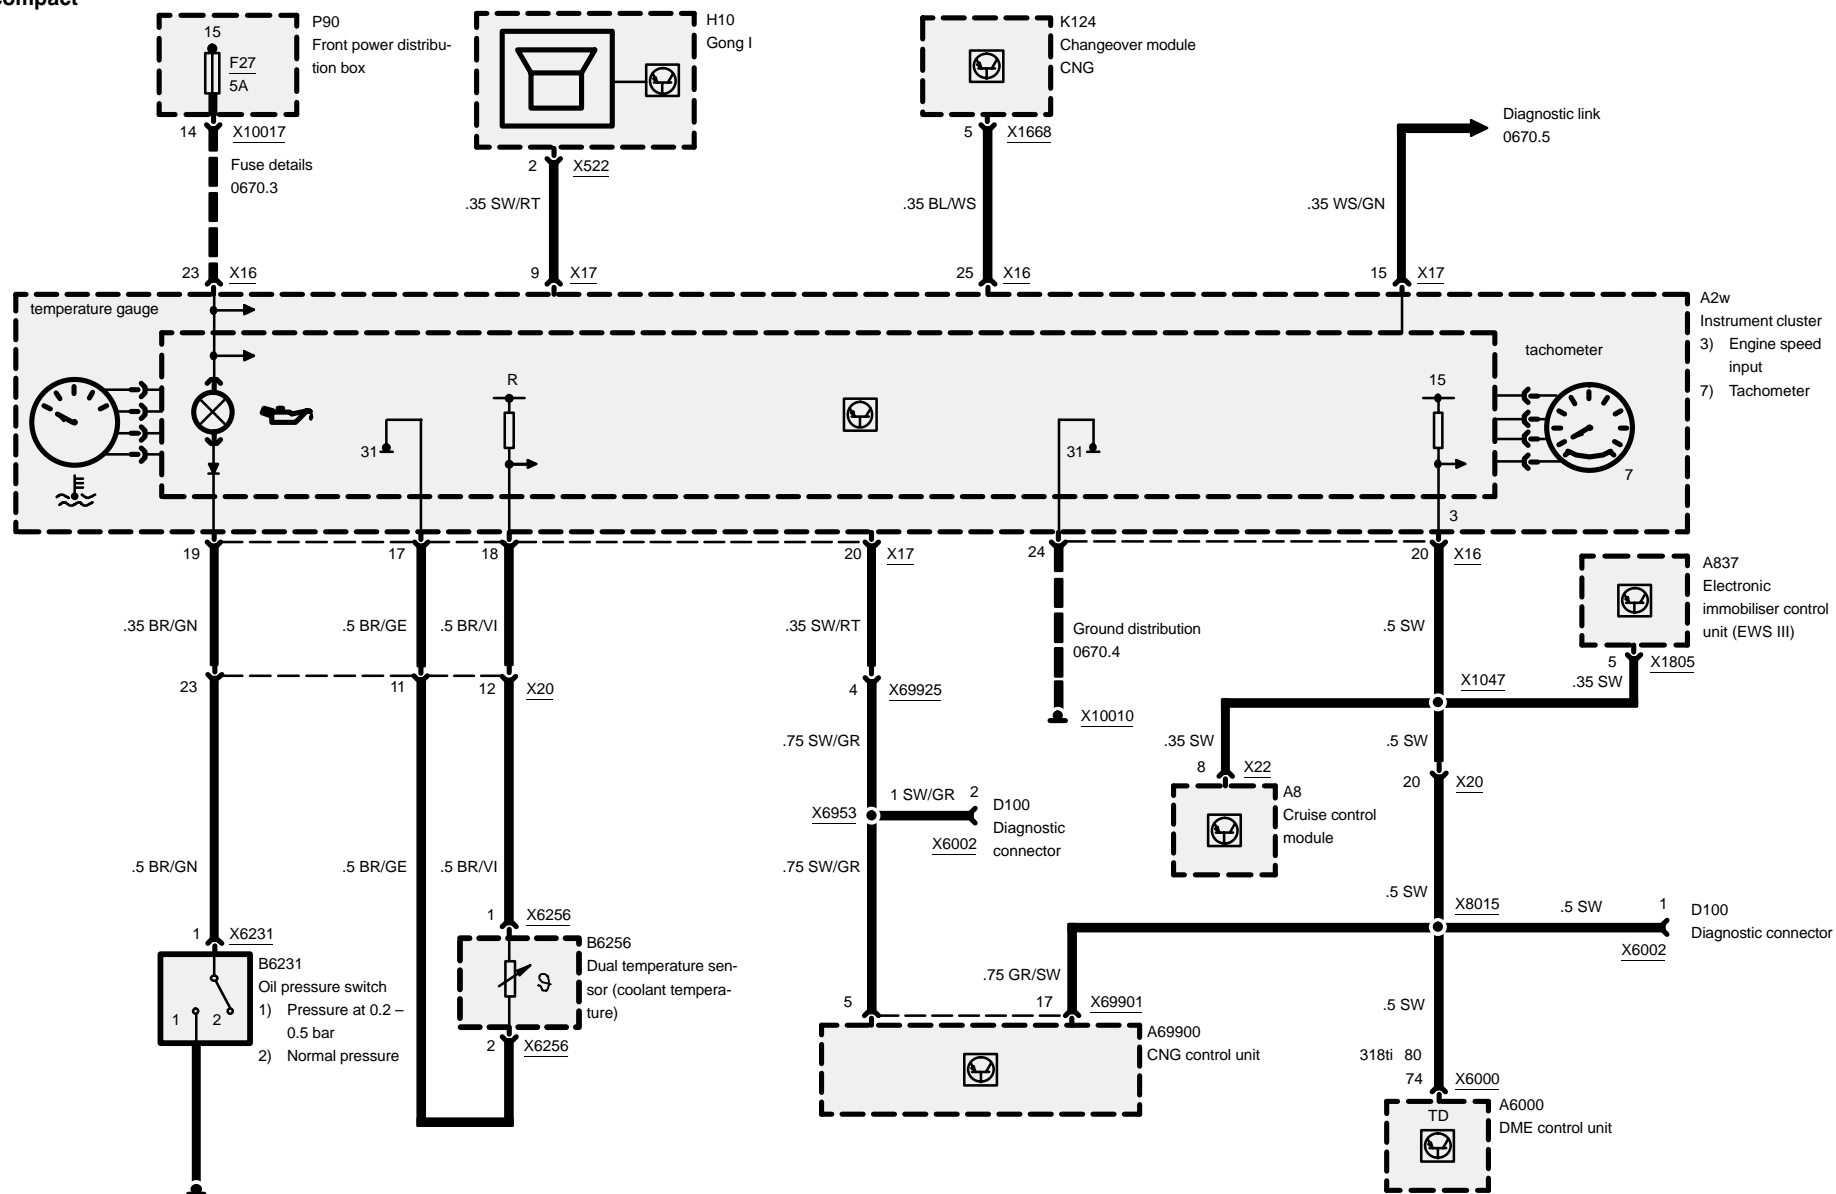 compact
15
F27
5A
P90
Front power distribu-
tion box
14 X10017
Fuse details
0670.3
23 X16
H10
Gong I
2 X522
.35 SW/RT
9 X17
K124
Changeover module
CNG
5 X1668
.35 BL/WS
25 X16
Diagnostic link
0670.5
.35 WS/GN
15 X17
temperature gauge
R
31
31
15
tachometer
7
3
A2w
Instrument cluster
3) Engine speed
input
7) Tachometer
19 17 18 20 X17 24 20 X16
.35 BR/GN .5 BR/GE .5 BR/VI .35 SW/RT
Ground distribution
0670.4
.5 SW
A837
Electronic
immobiliser control
unit (EWS III)
5 X1805
.35 SW
23 11 12 X20
4 X69925
X10010
X1047
.75 SW/GR
.35 SW
.5 SW
8 X22
20 X20
A8
Cruise control
module
1 SW/GR 2
X6953
D100
Diagnostic
connector
X6002
.5 BR/GN .5 BR/GE .5 BR/VI .75 SW/GR
.5 SW
X8015
.5 SW 1
D100
Diagnostic connector
X6002
1 X6231
1 X6256
B6231
Oil pressure switch
1) Pressure at 0.2 –
0.5 bar
2) Normal pressure
1 2
B6256
Dual temperature sen-
sor (coolant tempera-
ture)
ϑ
2 X6256
.75 GR/SW
5 17 X69901
A69900
CNG control unit
.5 SW
318ti 80
74 X6000
TD
A6000
DME control unit